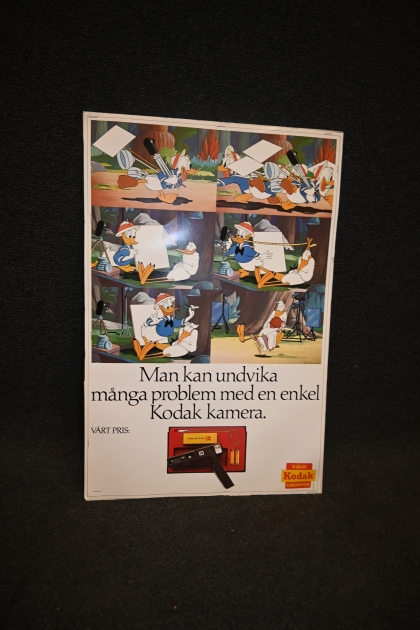 Man kan undvika
många problem med en enkel
Kodak kamera.
VÅRT PRIS:
Kodak